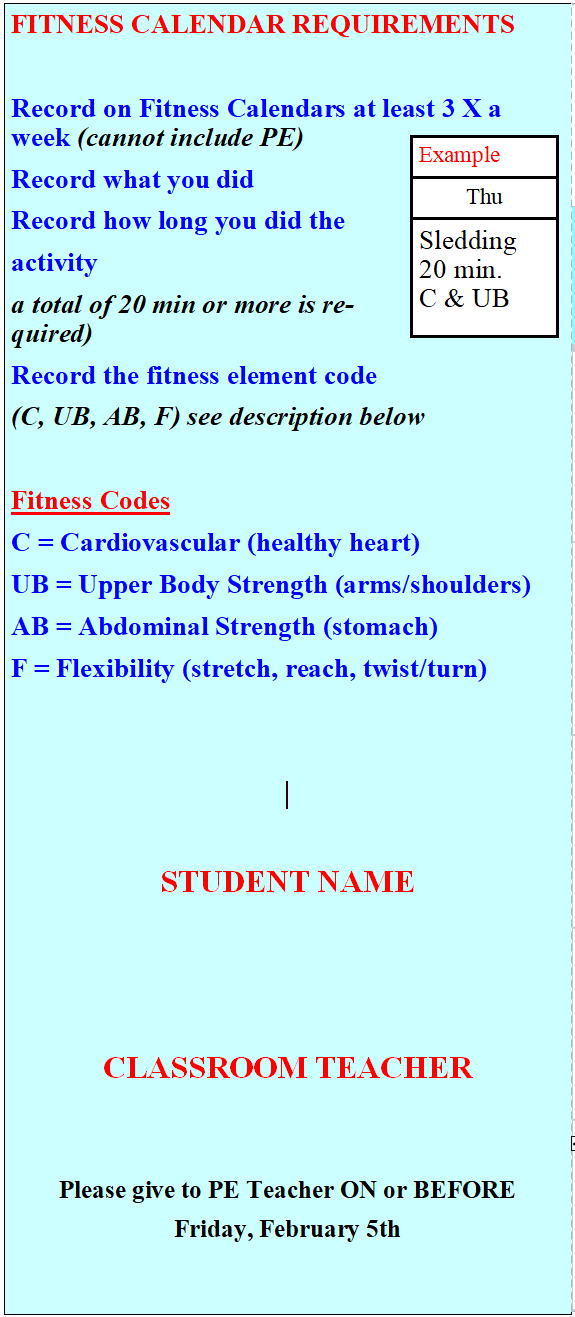 FITNESS CALENDAR REQUIREMENTS
Record on Fitness Calendars at least 3 X a
week (cannot include PE)
Record what you did
Record how long you did the
activity
a total of 20 min or more is re-
quired)
Record the fitness element code
(C, UB, AB, F) see description below
Example
Thu
Sledding
20 min.
C & UB
Fitness Codes
C = Cardiovascular (healthy heart)
UB = Upper Body Strength (arms/shoulders)
AB = Abdominal Strength (stomach)
F = Flexibility (stretch, reach, twist/turn)
STUDENT NAME
CLASSROOM TEACHER
Please give to PE Teacher ON or BEFORE
Friday, February 5th